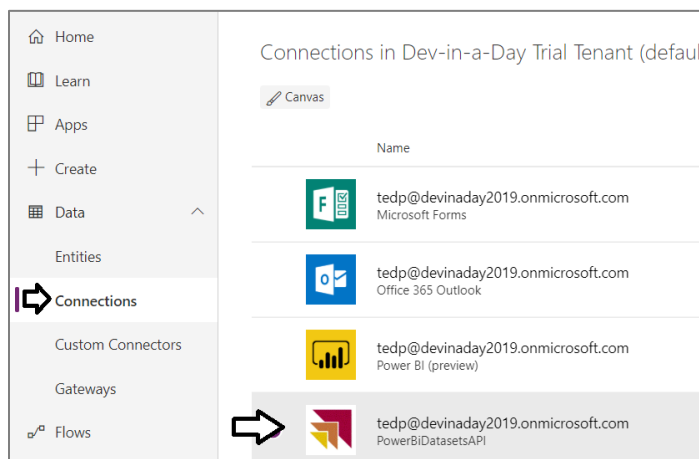 Home
Learn
Apps
Create
Data
Entities
Connections
Custom Connectors
Gateways
Flows
Connections in Dev-in-a-Day Trial Tenant (defaul
Canvas
Name
F
tedp@devinaday2019.onmicrosoft.com
Microsoft Forms
o
tedp@devinaday2019.onmicrosoft.com
Office 365 Outlook
tedp@devinaday2019.onmicrosoft.com
Power BI (preview)
tedp@devinaday2019.onmicrosoft.com
PowerBiDatasetsAPI